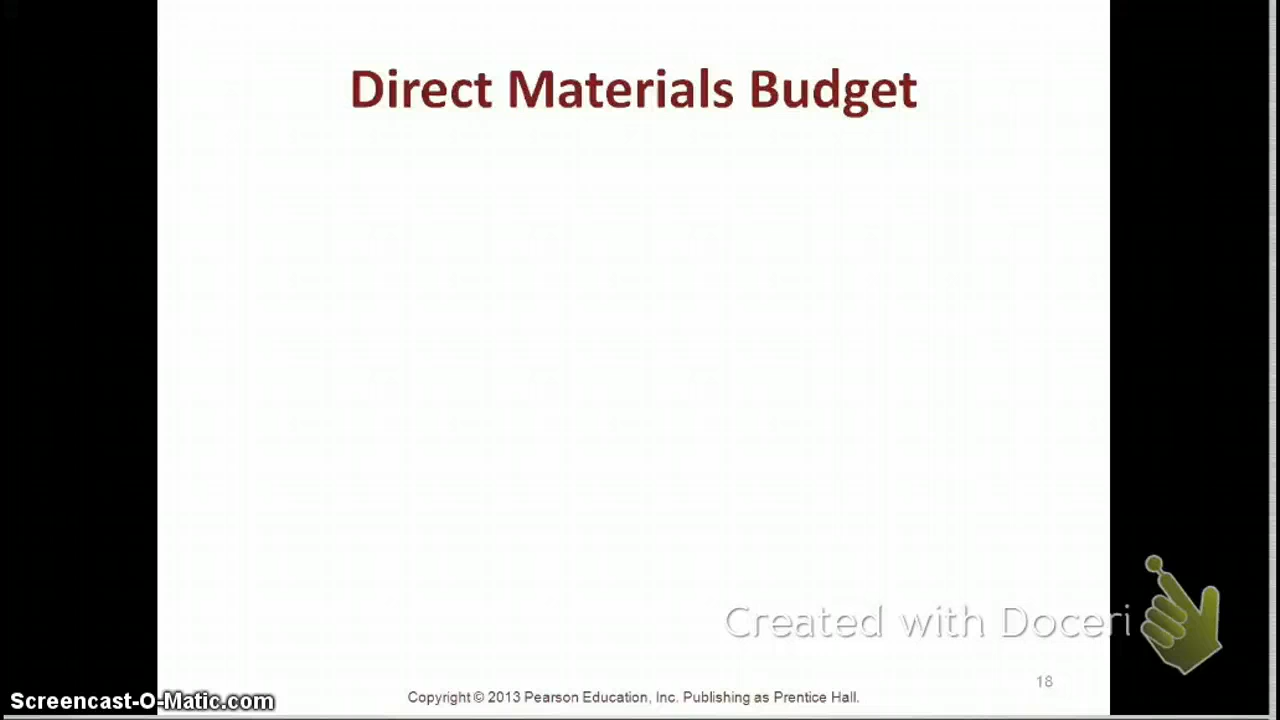 Direct Materials Budget
Created with Doceri
18
Copyright © 2013 Pearson Education, Inc. Publishing as Prentice Hall.
Screencast-O-Matic.com